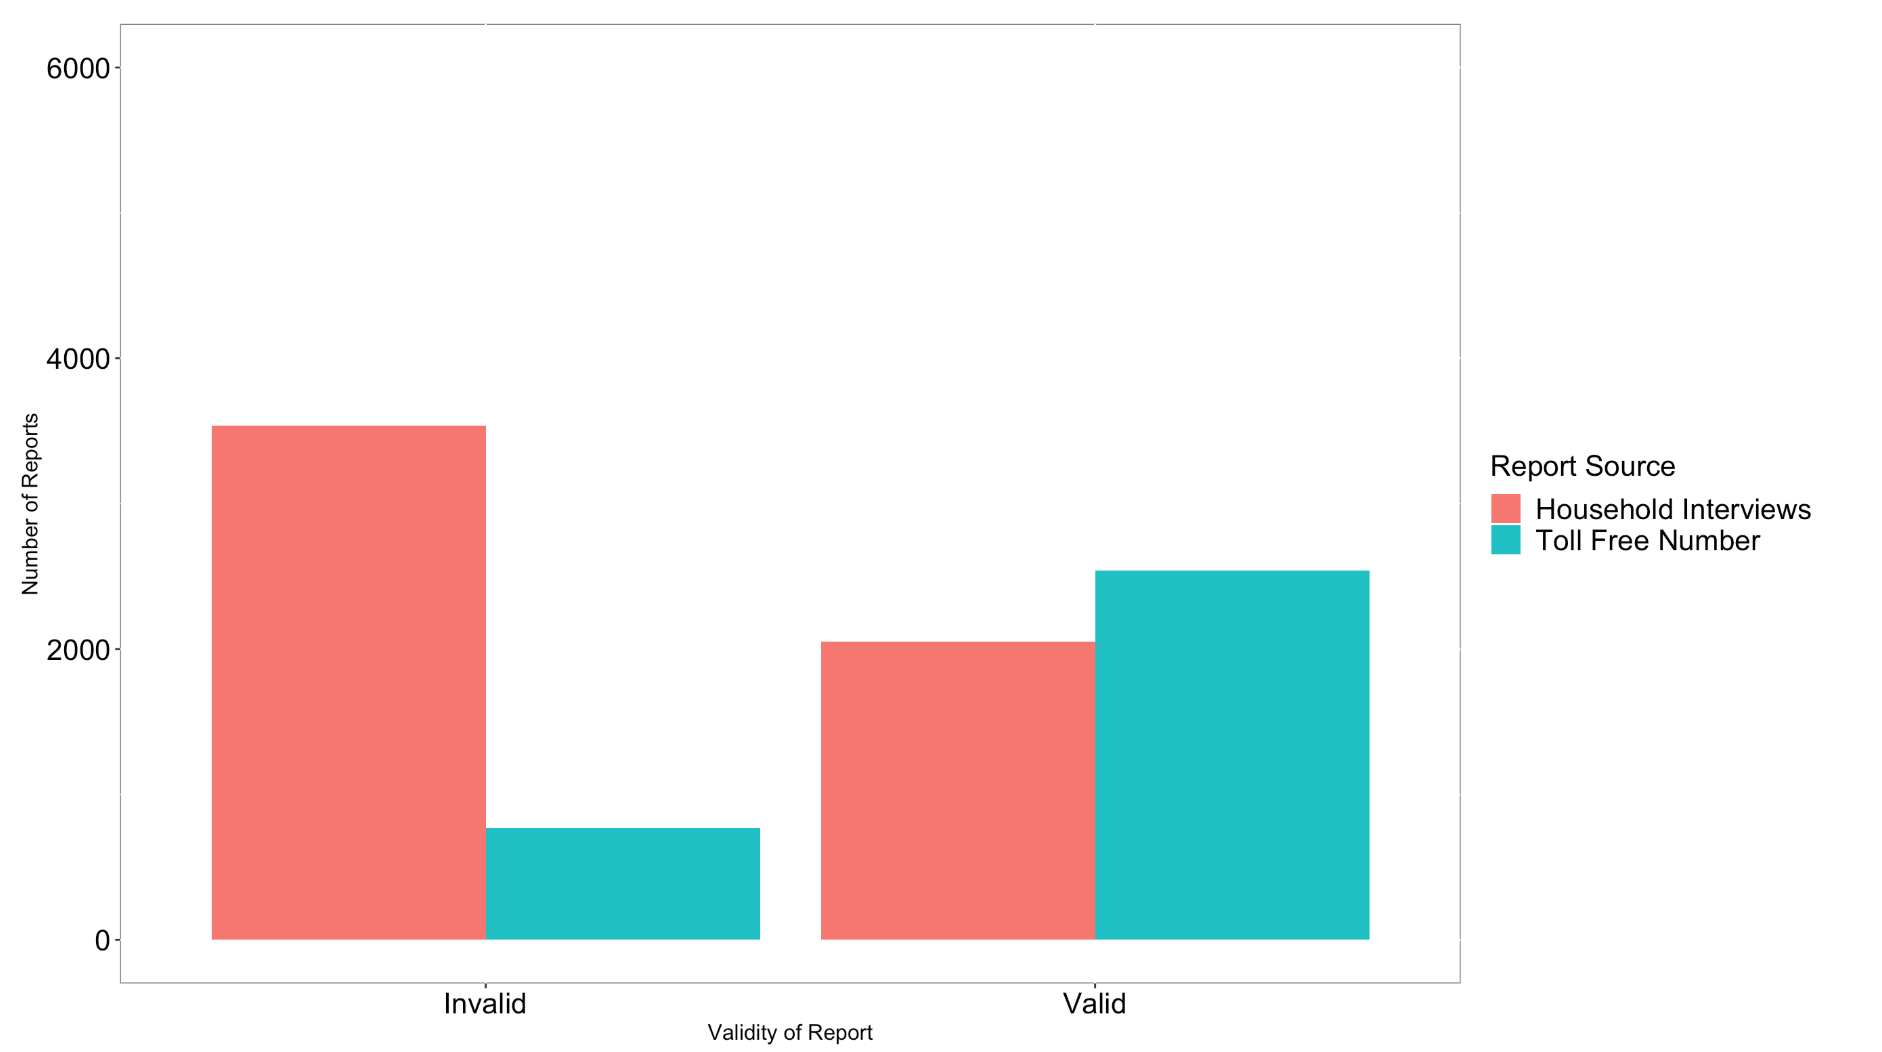 6000
4000
2000
0
Number of Reports
Invalid
Valid
Validity of Report
Report Source
Household Interviews
Toll Free Number